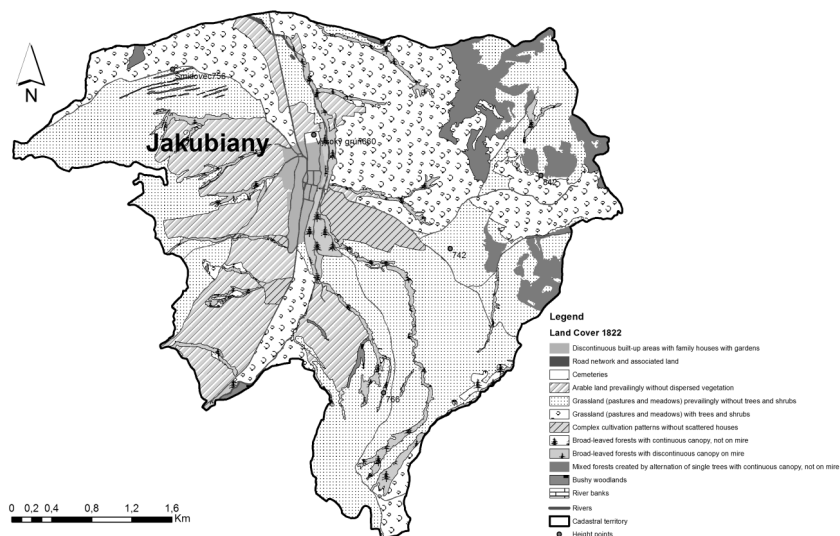 Smidovec756
N
Jakubiany
Vysoký grúň660
842
742
766
Legend
Land Cover 1822
Discontinuous built-up areas with family houses with gardens
Road network and associated land
Cemeteries
Arable land prevailingly without dispersed vegetation
Grassland (pastures and meadows) prevailingly without trees and shrubs
Grassland (pastures and meadows) with trees and shrubs
Complex cultivation patterns without scattered houses
Broad-leaved forests with continuous canopy, not on mire
Broad-leaved forests with discontinuous canopy on mire
Mixed forests created by alternation of single trees with continuous canopy, not on mire
Bushy woodlands
River banks
Rivers
Cadastral territory
Height points
0 0,2 0,4 0,8 1,2 1,6
Km